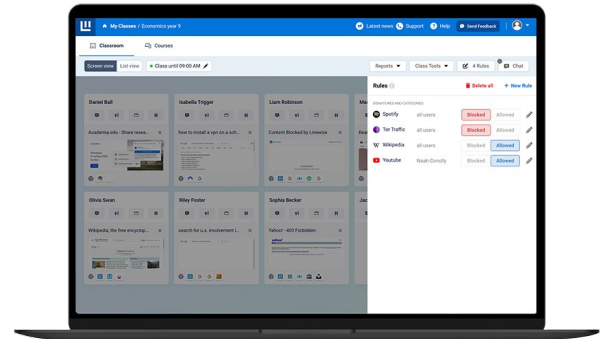 My Classes / Economics year 9
Latest news Support Help Send Feedback
Classroom Courses
Screen view List view Class until 09:00 AM Reports Class Tools 4 Rules Chat
Rules Delete all + New Rule
SIGNATURES AND CATEGORIES
Spotify all users Blocked Allowed
Tor Traffic all users Blocked Allowed
Wikipedia all users Blocked Allowed
Youtube Noah Conolly Blocked Allowed
Daniel Ball Isabella Trigger Liam Robinson
Academia.edu - Share resea... how to install a vpn on a sch... Content Blocked by Linewize
Olivia Swan Riley Foster Sophia Becker
Wikipedia, the free encyclop... search for u.s. involvement i... Yahoo! - 403 Forbidden